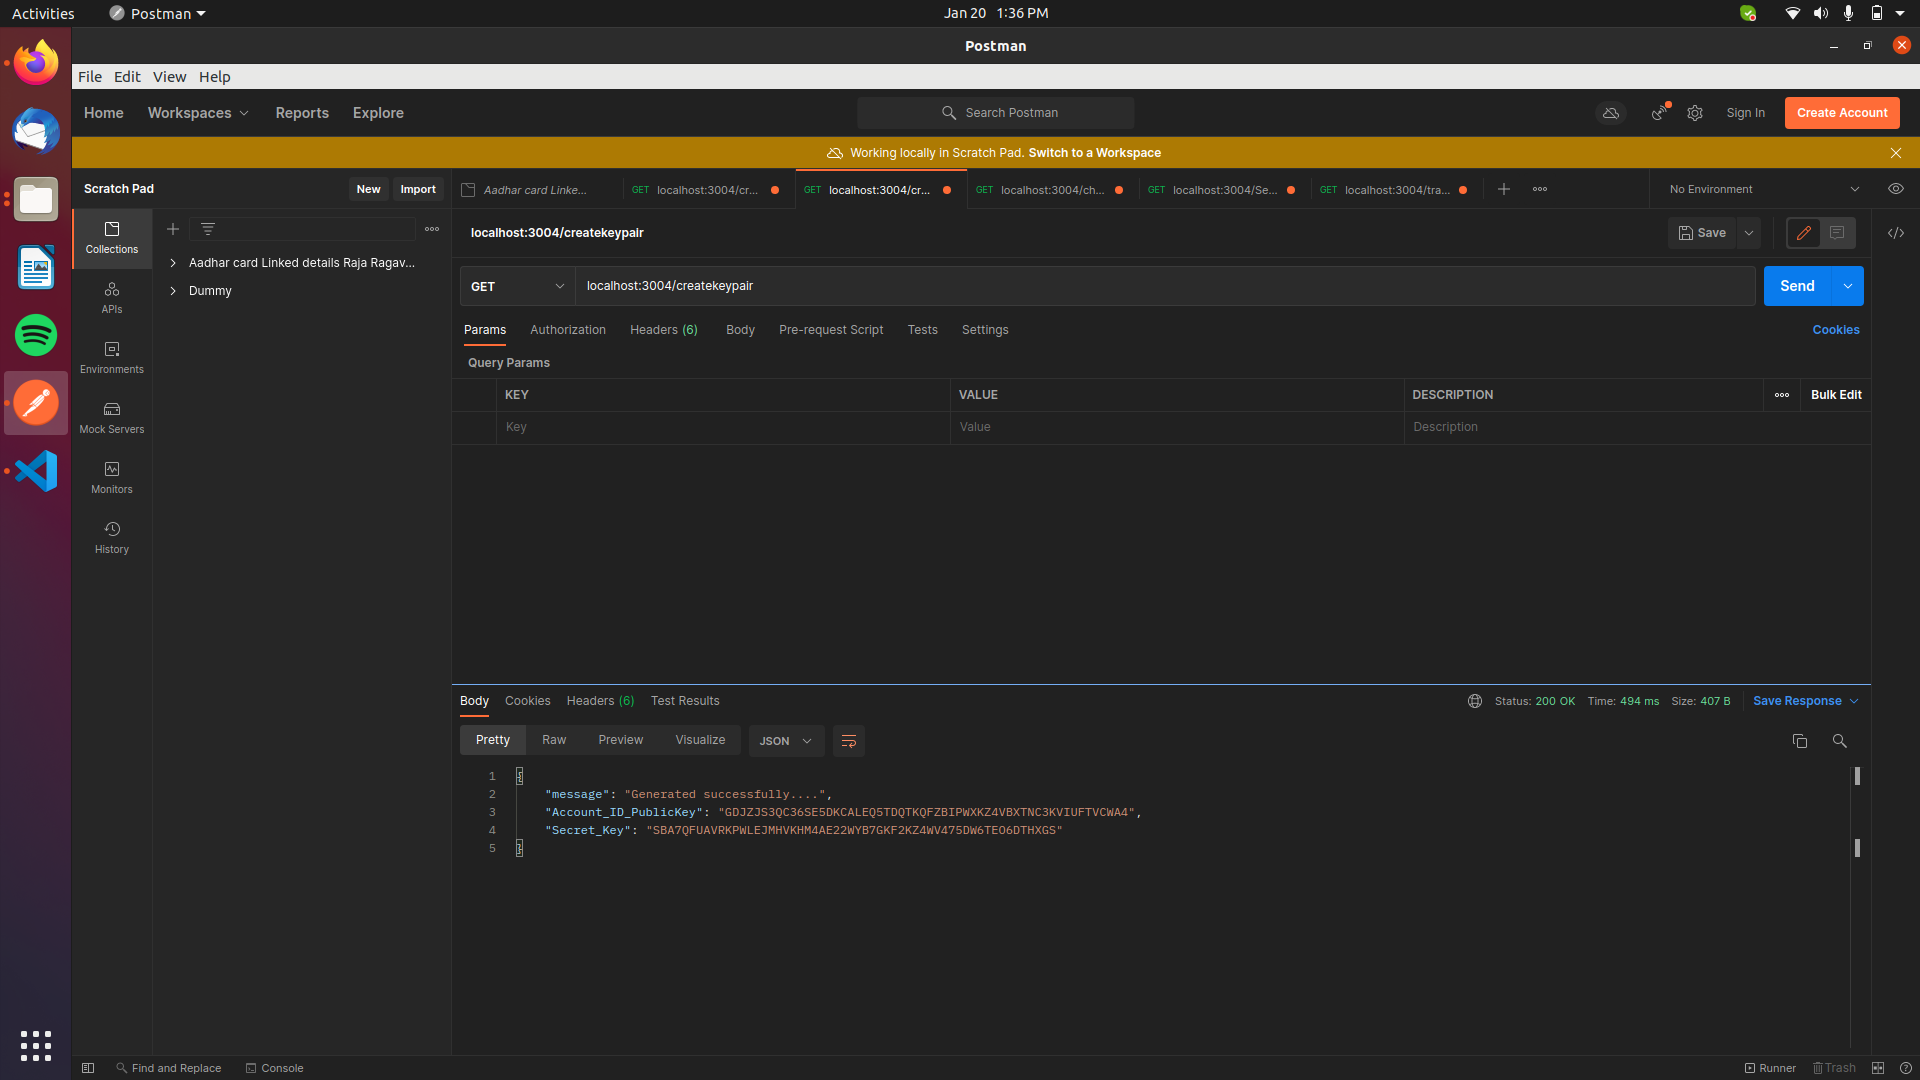 Activities
Postman
Jan 20 1:36 PM
Postman
File Edit View Help
Home Workspaces Reports Explore
Search Postman
Sign In
Create Account
Working locally in Scratch Pad. Switch to a Workspace
Scratch Pad
New
Import
Aadhar card Linke...
GET localhost:3004/cr...
GET localhost:3004/cr...
GET localhost:3004/ch...
GET localhost:3004/Se...
GET localhost:3004/tra...
No Environment
Collections
APIs
Environments
Mock Servers
Monitors
History
Aadhar card Linked details Raja Ragav...
Dummy
localhost:3004/createkeypair
Save
GET
localhost:3004/createkeypair
Send
Params Authorization Headers (6) Body Pre-request Script Tests Settings
Cookies
Query Params
KEY VALUE DESCRIPTION
Bulk Edit
Key Value Description
Body Cookies Headers (6) Test Results
Status: 200 OK Time: 494 ms Size: 407 B
Save Response
Pretty Raw Preview Visualize
JSON
1 {
2 "message": "Generated successfully....",
3 "Account_ID_PublicKey": "GDJZJS3QC36SE5DKCALEQ5TDQTKQFZBIPWXKZ4VBXTNC3KVIUFTVCWA4",
4 "Secret_Key": "SBA7QFUAVRKPWLEJMHVKHM4AE22WYB7GKF2KZ4WV475DW6TEO6DTHXGS"
5 }
Find and Replace
Console
Runner
Trash